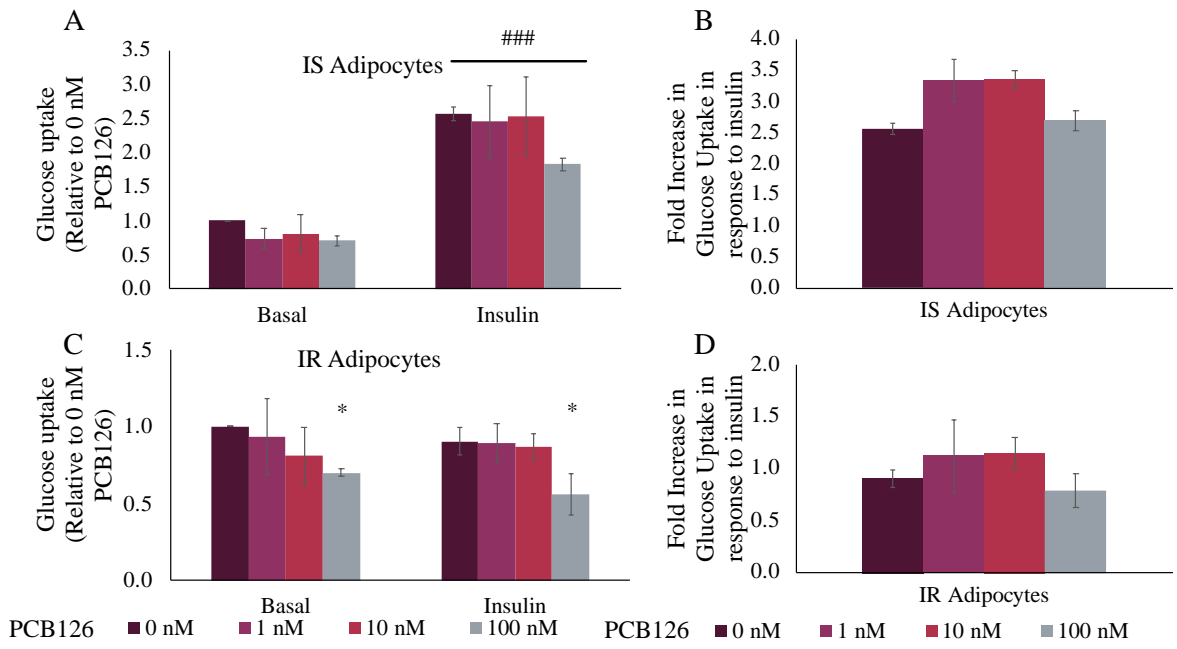 A
Glucose uptake
(Relative to 0 nM
PCB126)
3.5
3.0
2.5
2.0
1.5
1.0
0.5
0.0
IS Adipocytes
###
Basal
Insulin
B
Fold Increase in
Glucose Uptake in
response to insulin
4.0
3.5
3.0
2.5
2.0
1.5
1.0
0.5
0.0
IS Adipocytes
C
Glucose uptake
(Relative to 0 nM
PCB126)
1.5
1.0
0.5
0.0
IR Adipocytes
*
*
Basal
Insulin
D
Fold Increase in
Glucose Uptake in
response to insulin
2.0
1.5
1.0
0.5
0.0
IR Adipocytes
PCB126 0 nM 1 nM 10 nM 100 nM
PCB126 0 nM 1 nM 10 nM 100 nM